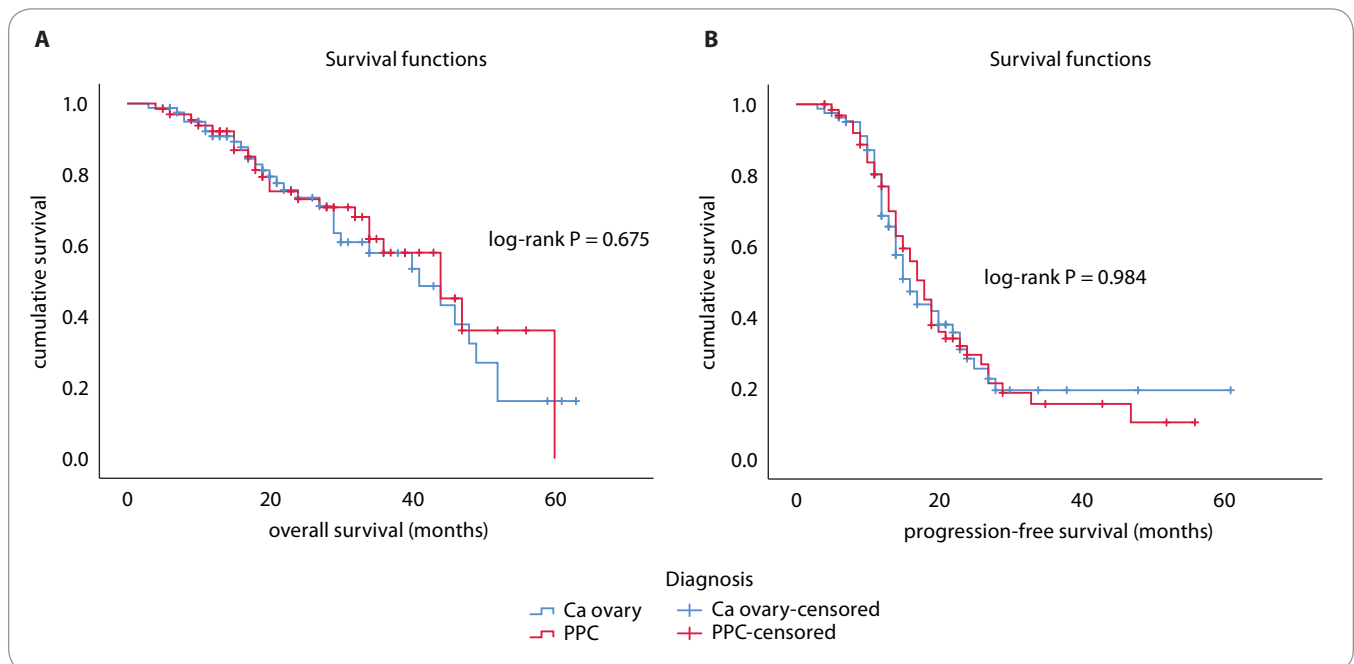 A
Survival functions
1.0
0.8
0.6
0.4
0.2
0.0
cumulative survival
log-rank P = 0.675
0 20 40 60
overall survival (months)
B
Survival functions
1.0
0.8
0.6
0.4
0.2
0.0
cumulative survival
log-rank P = 0.984
0 20 40 60
progression-free survival (months)
Diagnosis
Ca ovary Ca ovary-censored
PPC PPC-censored